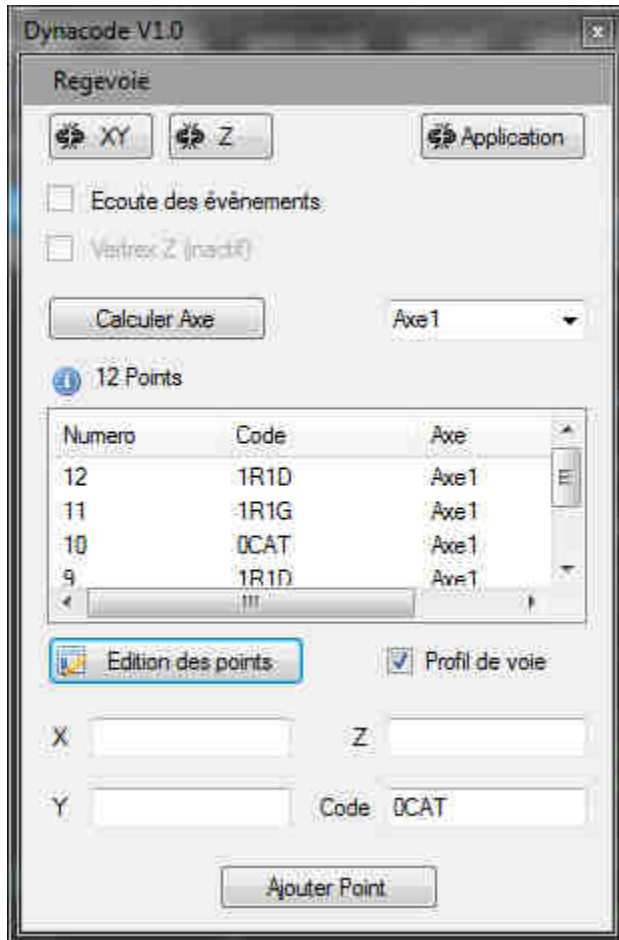 Dynacode V1.0
Regevoie
XY Z Application
Ecoute des évènements
Vertrex Z (inactif)
Calculer Axe Axe1
12 Points
Numero Code Axe
12 1R1D Axe1
11 1R1G Axe1
10 0CAT Axe1
9 1R1D Axe1
Edition des points Profil de voie
X Z
Y Code 0CAT
Ajouter Point